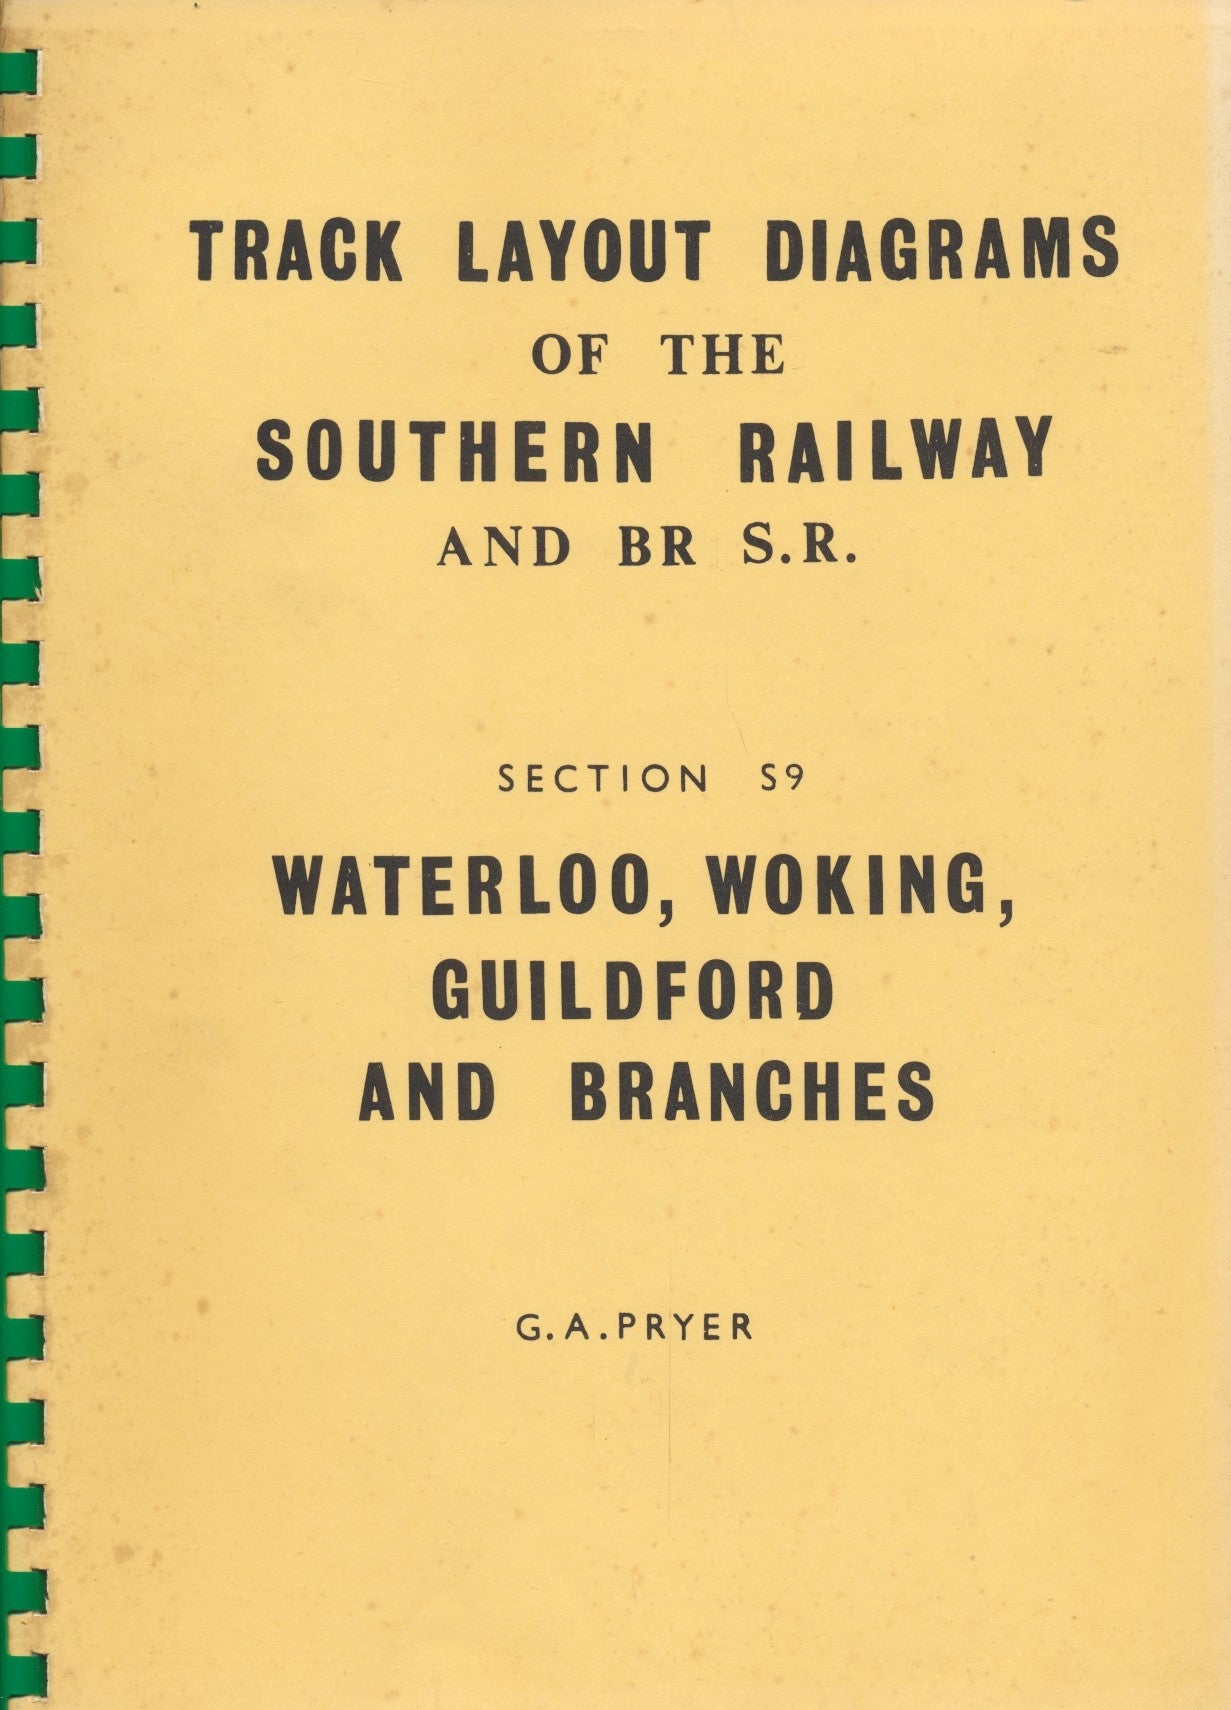 TRACK LAYOUT DIAGRAMS
OF THE
SOUTHERN RAILWAY
AND BR S.R.
SECTION S9
WATERLOO, WOKING,
GUILDFORD
AND BRANCHES
G.A.PRYER